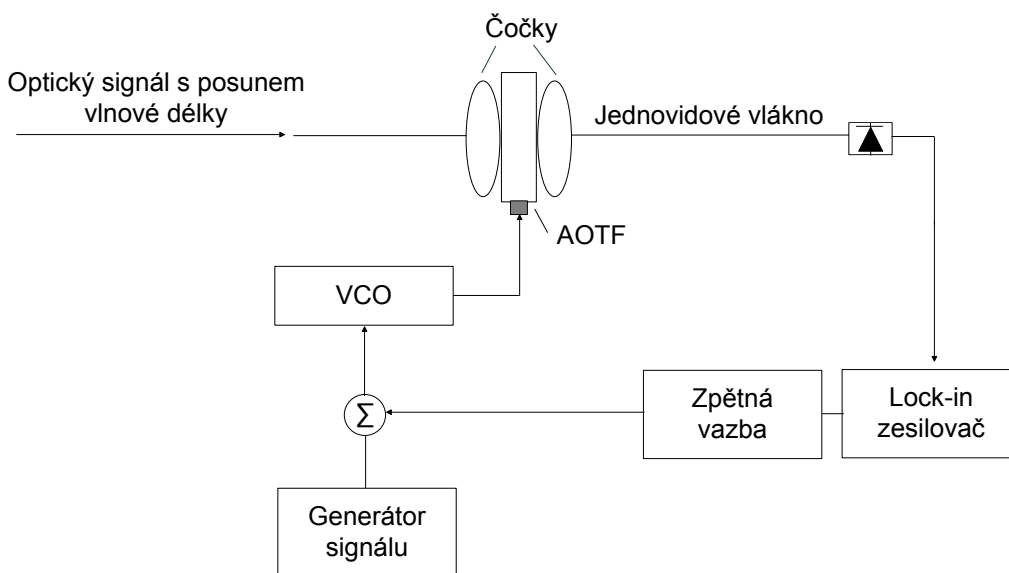 Čočky
Optický signál s posunem
vlnové délky
Jednovidové vlákno
AOTF
VCO
Σ
Zpětná
vazba
Lock-in
zesilovač
Generátor
signálu